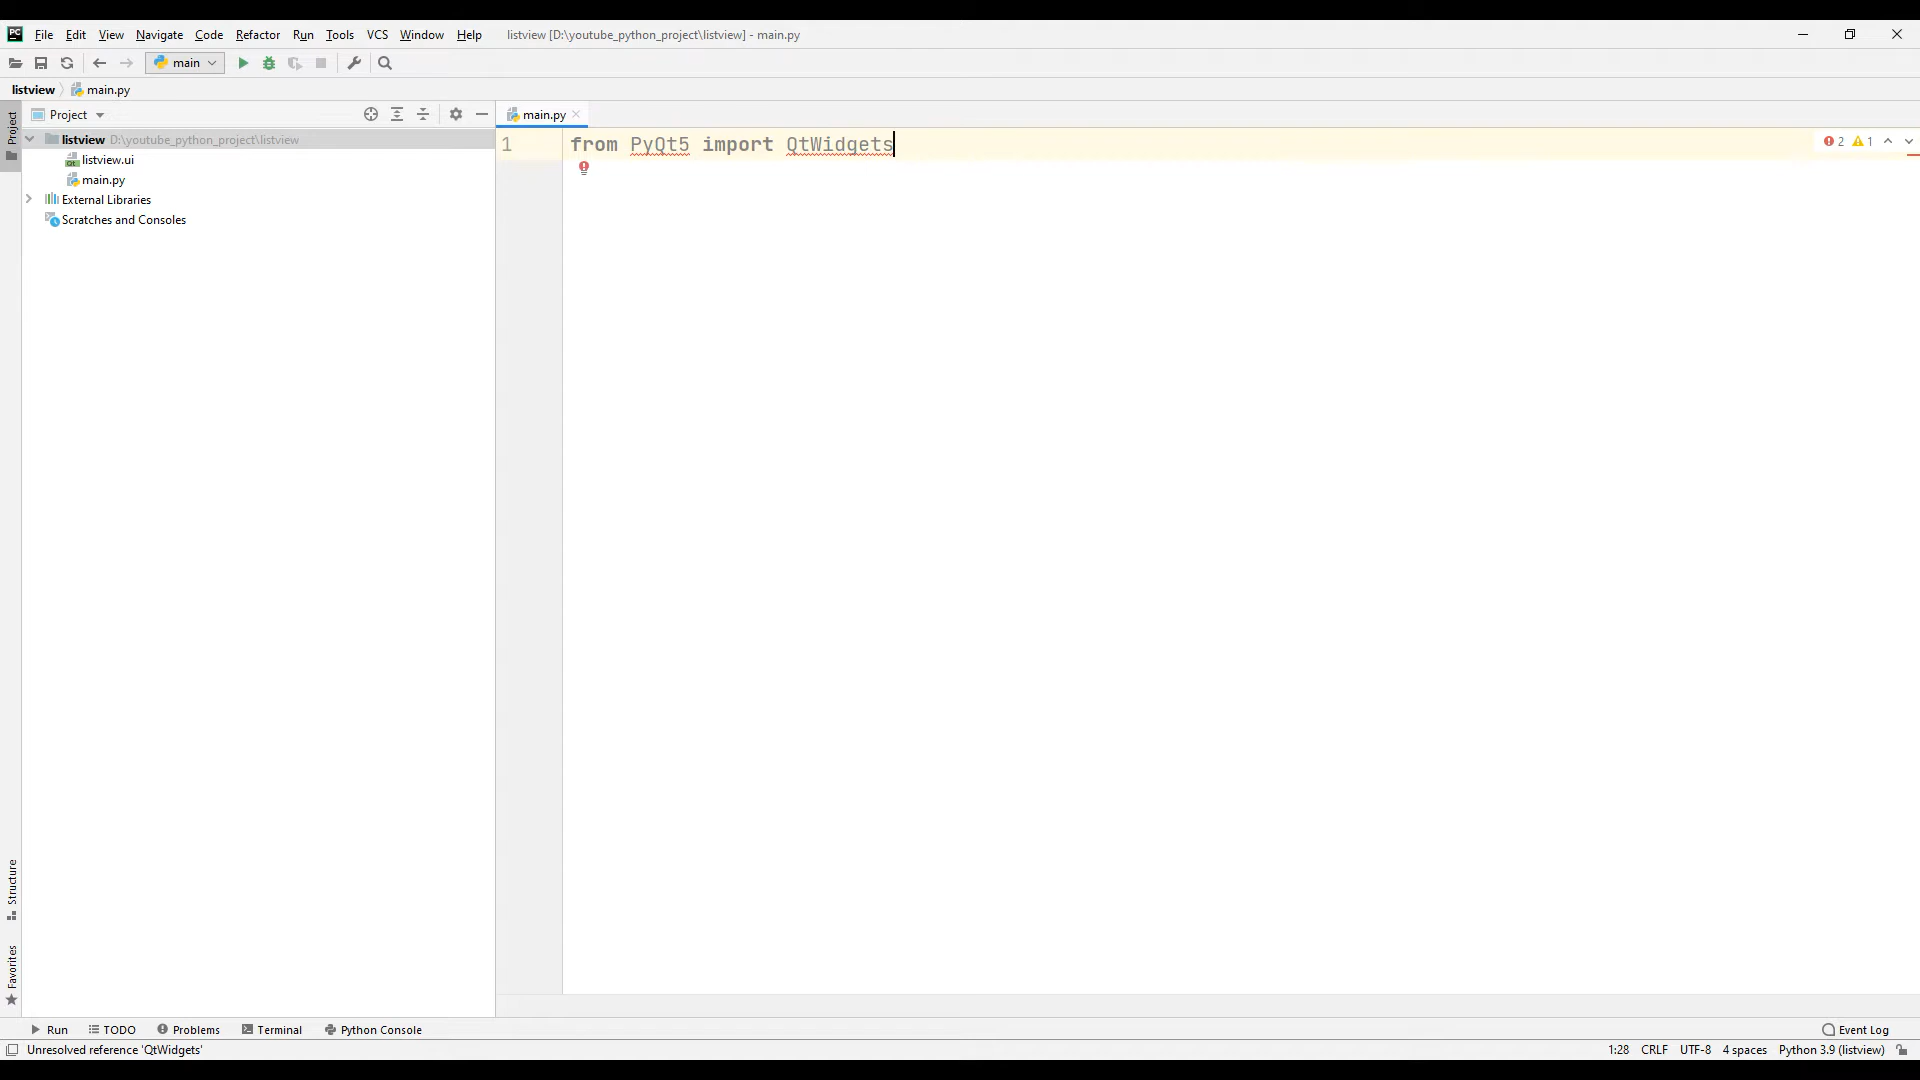 PC File Edit View Navigate Code Refactor Run Tools VCS Window Help listview [D:\youtube_python_project\listview] - main.py
main
listview main.py
Project main.py
1 from PyQt5 import QtWidgets 2 1
listview D:\youtube_python_project\listview
listview.ui
main.py
External Libraries
Scratches and Consoles
Project
Structure
Favorites
Run TODO Problems Terminal Python Console Event Log
Unresolved reference 'QtWidgets' 1:28 CRLF UTF-8 4 spaces Python 3.9 (listview)